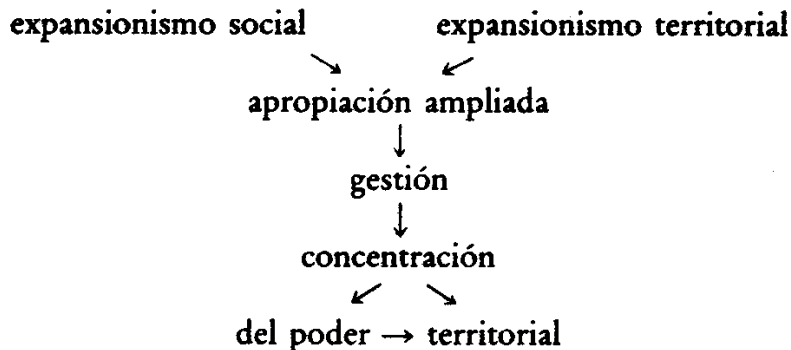 expansionismo social expansionismo territorial
apropiación ampliada
gestión
concentración
del poder → territorial